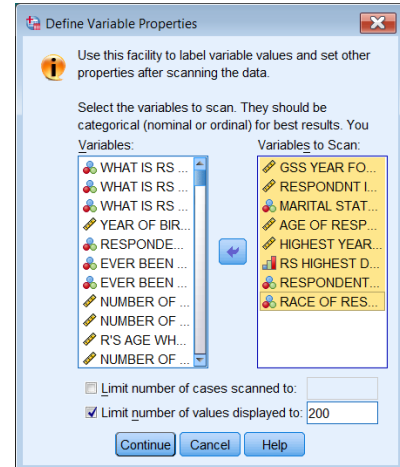 Define Variable Properties
Use this facility to label variable values and set other
properties after scanning the data.
Select the variables to scan. They should be
categorical (nominal or ordinal) for best results. You
Variables:
WHAT IS RS ...
WHAT IS RS ...
WHAT IS RS ...
YEAR OF BIR...
RESPONDE...
EVER BEEN ...
EVER BEEN ...
NUMBER OF ...
NUMBER OF ...
R'S AGE WH...
NUMBER OF ...
Variables to Scan:
GSS YEAR FO...
RESPONDNT I...
MARITAL STAT...
AGE OF RESP...
HIGHEST YEAR...
RS HIGHEST D...
RESPONDENT...
RACE OF RES...
Limit number of cases scanned to:
Limit number of values displayed to: 200
Continue Cancel Help